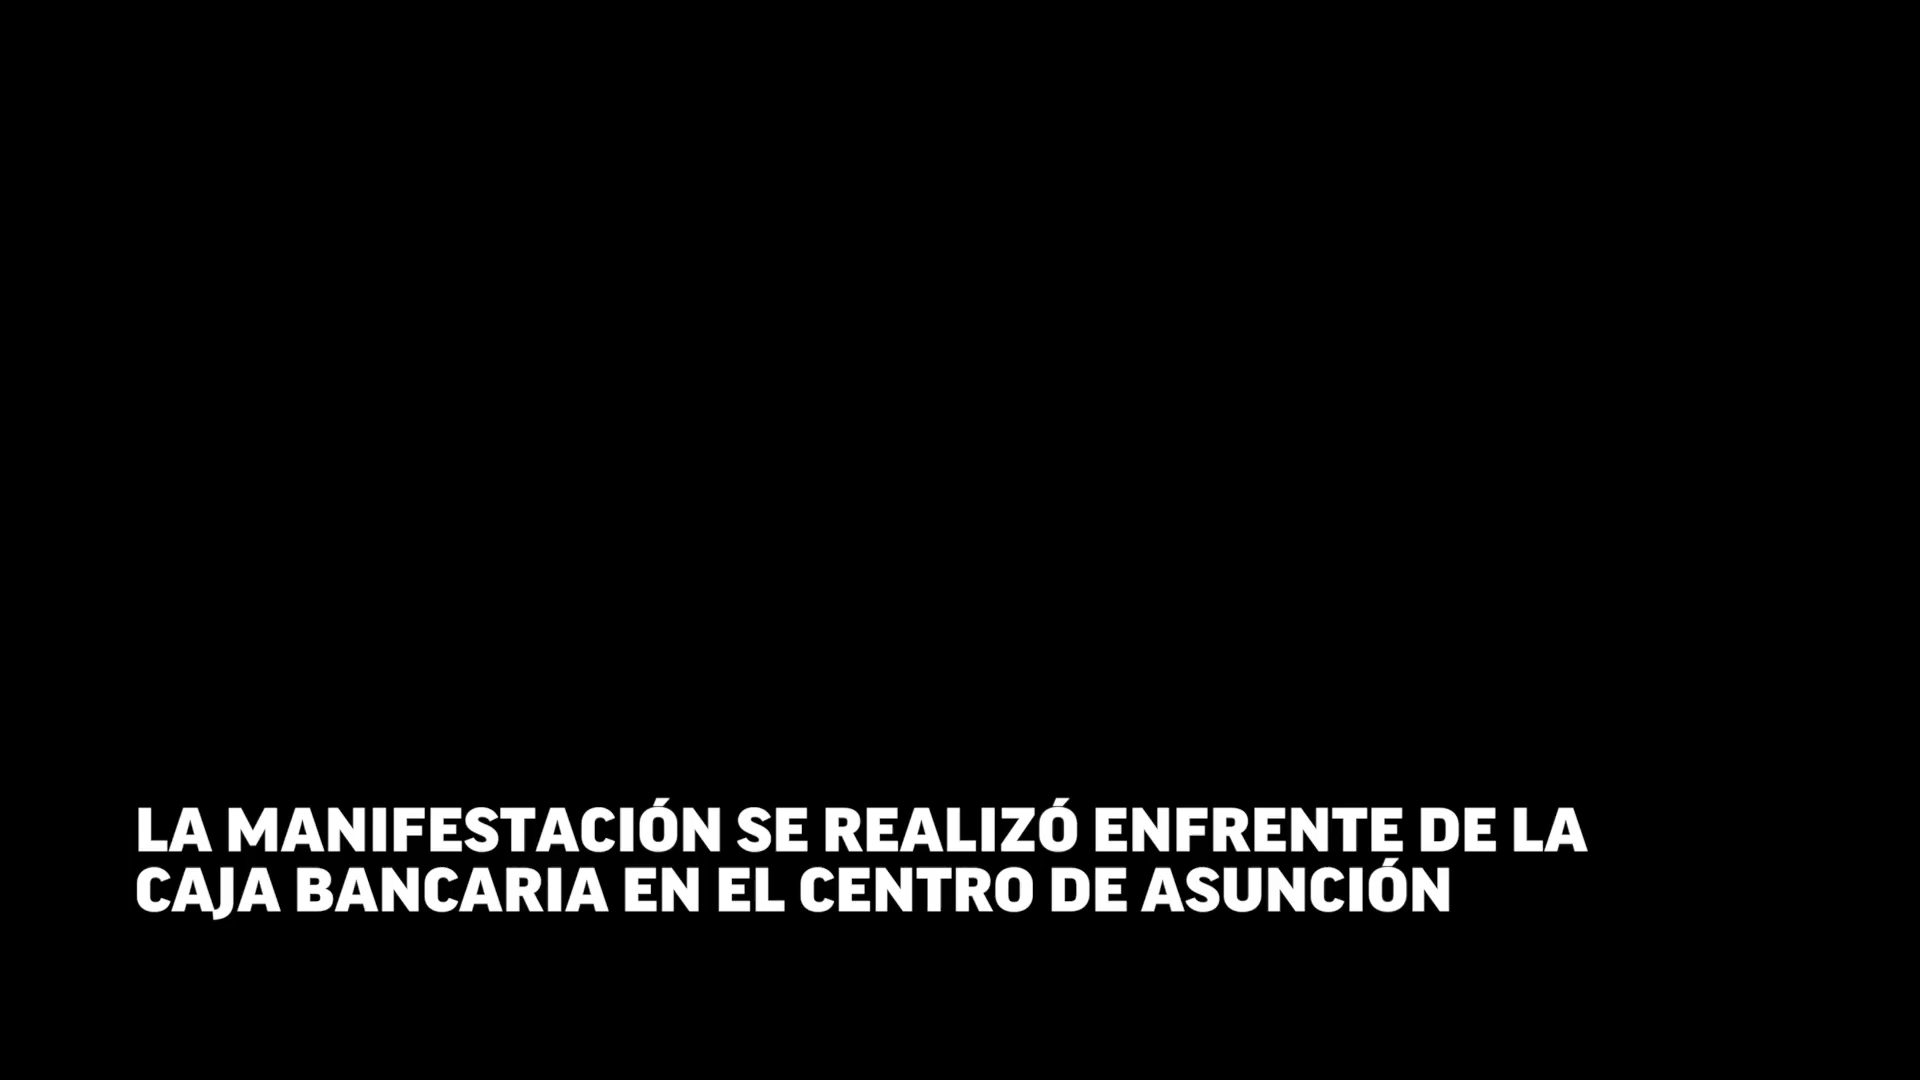 LA MANIFESTACIÓN SE REALIZÓ ENFRENTE DE LA
CAJA BANCARIA EN EL CENTRO DE ASUNCIÓN